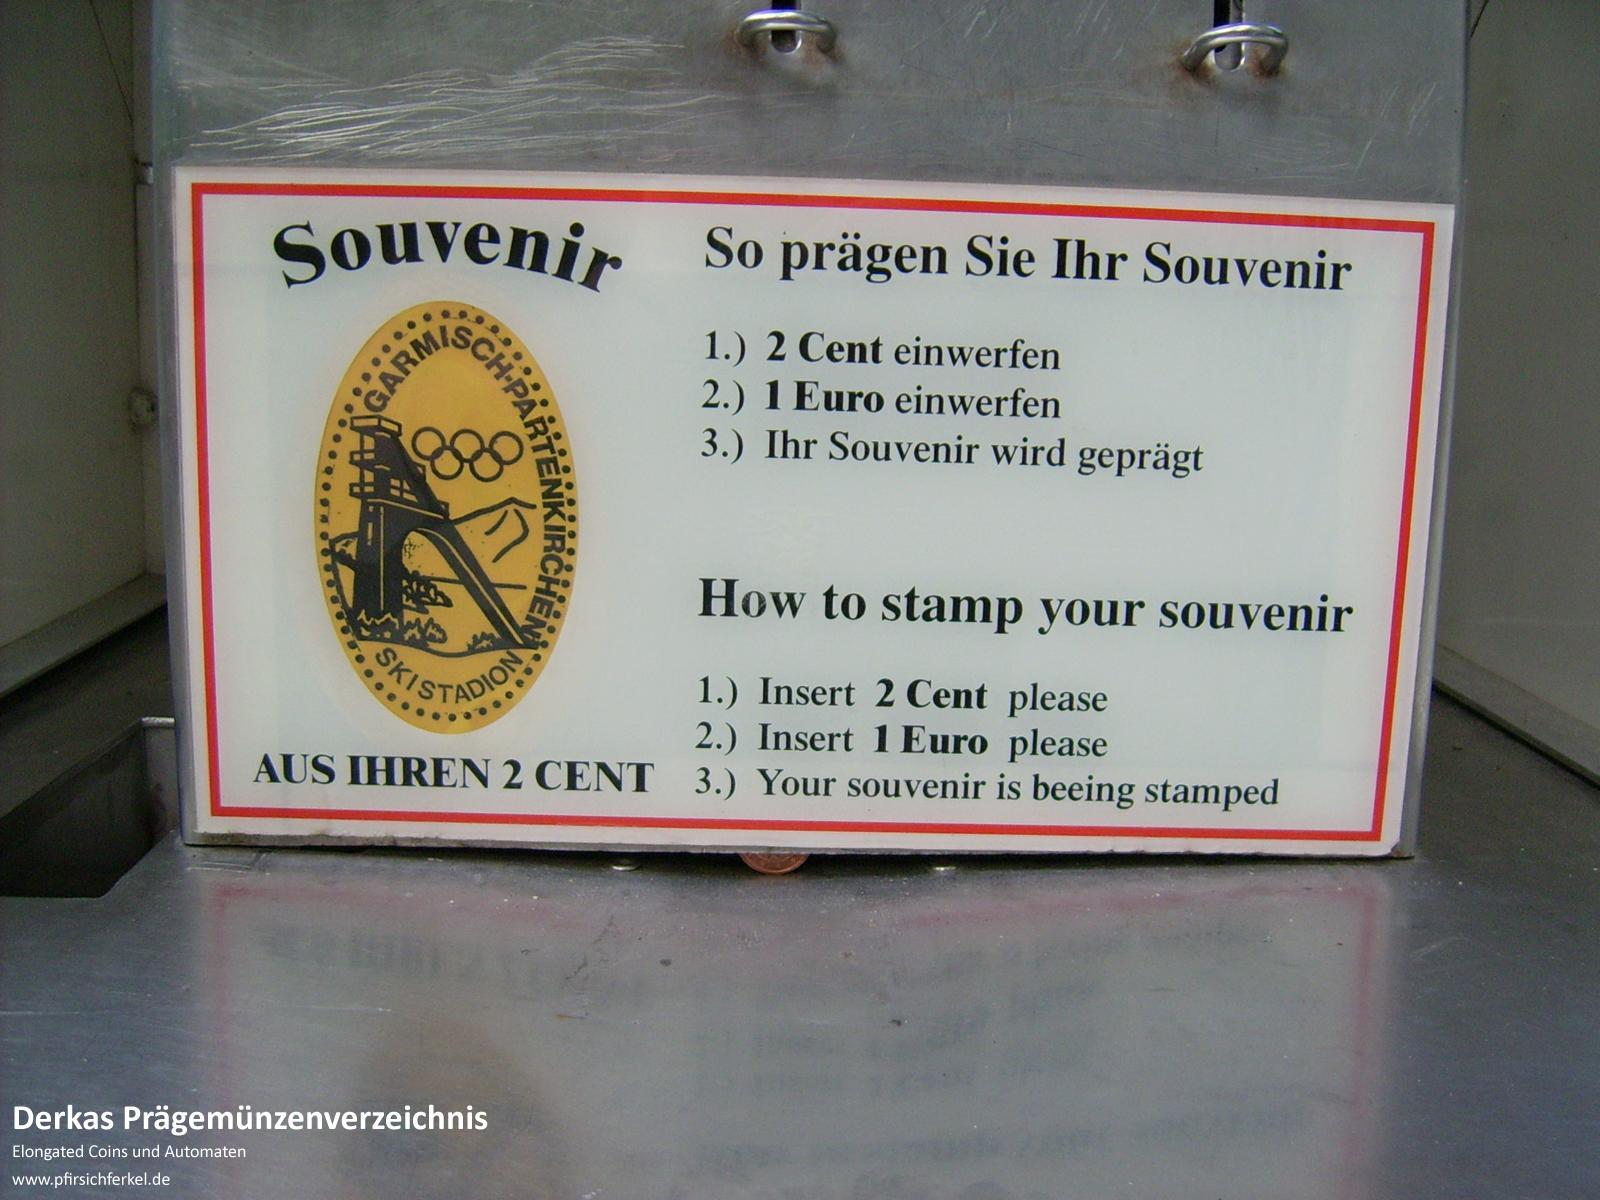 Souvenir
GARMISCH-PARTENKIRCHEN
SKISTADION
AUS IHREN 2 CENT
So prägen Sie Ihr Souvenir
1.) 2 Cent einwerfen
2.) 1 Euro einwerfen
3.) Ihr Souvenir wird geprägt
How to stamp your souvenir
1.) Insert 2 Cent please
2.) Insert 1 Euro please
3.) Your souvenir is beeing stamped
Derkas Prägemünzenverzeichnis
Elongated Coins und Automaten
www.pfirsichferkel.de